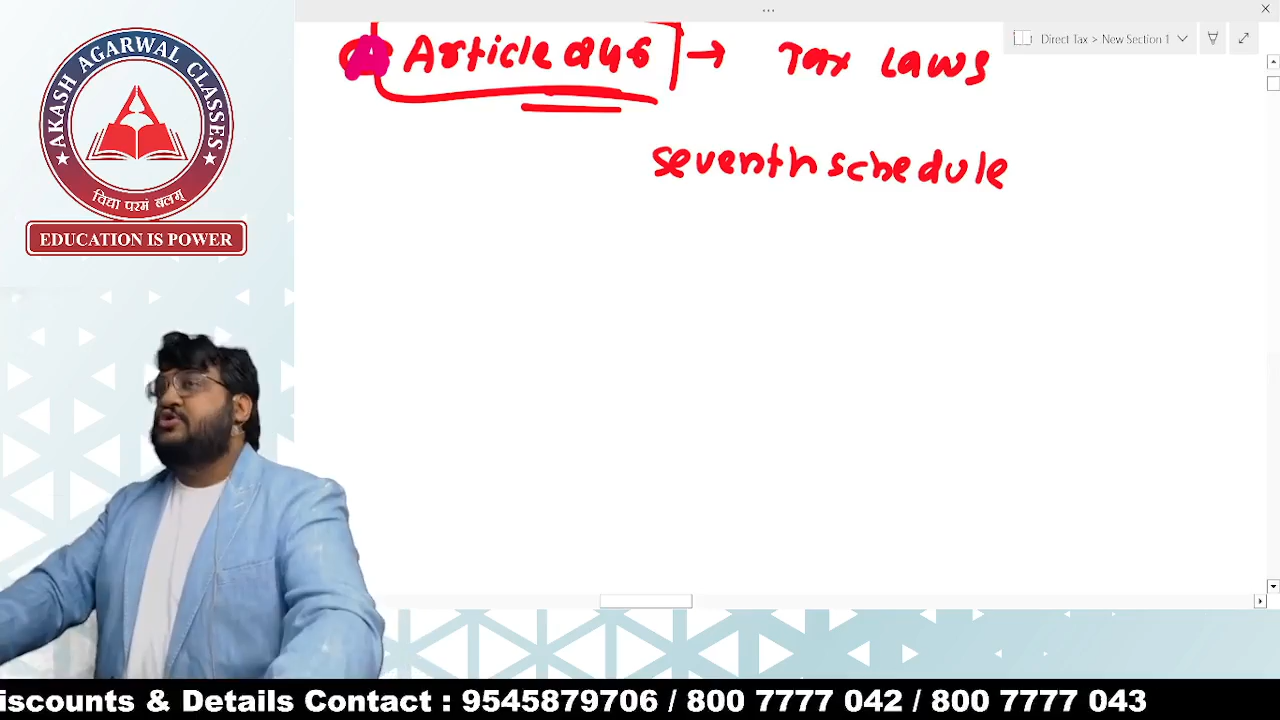 ...
Direct Tax > New Section 1
A Article 246 → Tax Laws
seventh schedule
AKASH AGARWAL CLASSES
विद्या परमं बलम्
EDUCATION IS POWER
iscounts & Details Contact : 9545879706 / 800 7777 042 / 800 7777 043